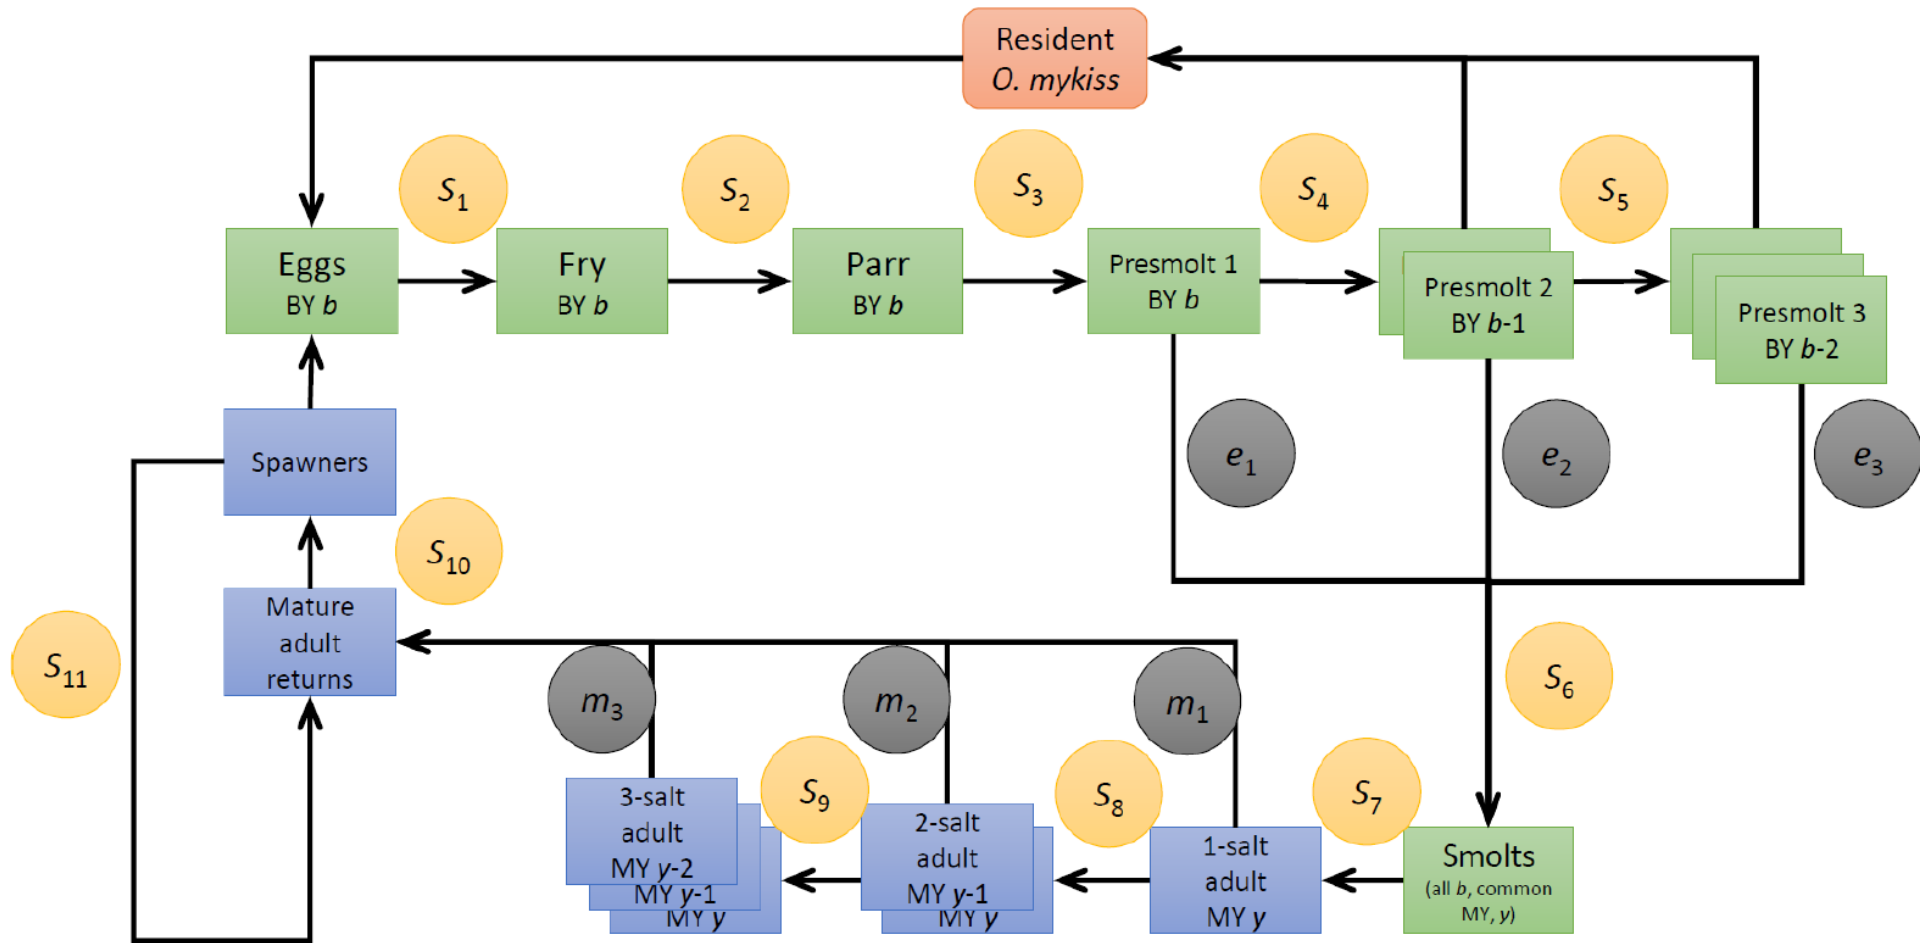 Resident
O. mykiss
S1
S2
S3
S4
S5
Eggs
BY b
Fry
BY b
Parr
BY b
Presmolt 1
BY b
Presmolt 2
BY b-1
Presmolt 3
BY b-2
e1
e2
e3
Spawners
S10
Mature
adult
returns
S11
m3
m2
m1
S6
S9
S8
S7
3-salt
adult
MY y-2
MY y-1
MY y
2-salt
adult
MY y-1
MY y
1-salt
adult
MY y
Smolts
(all b, common
MY, y)